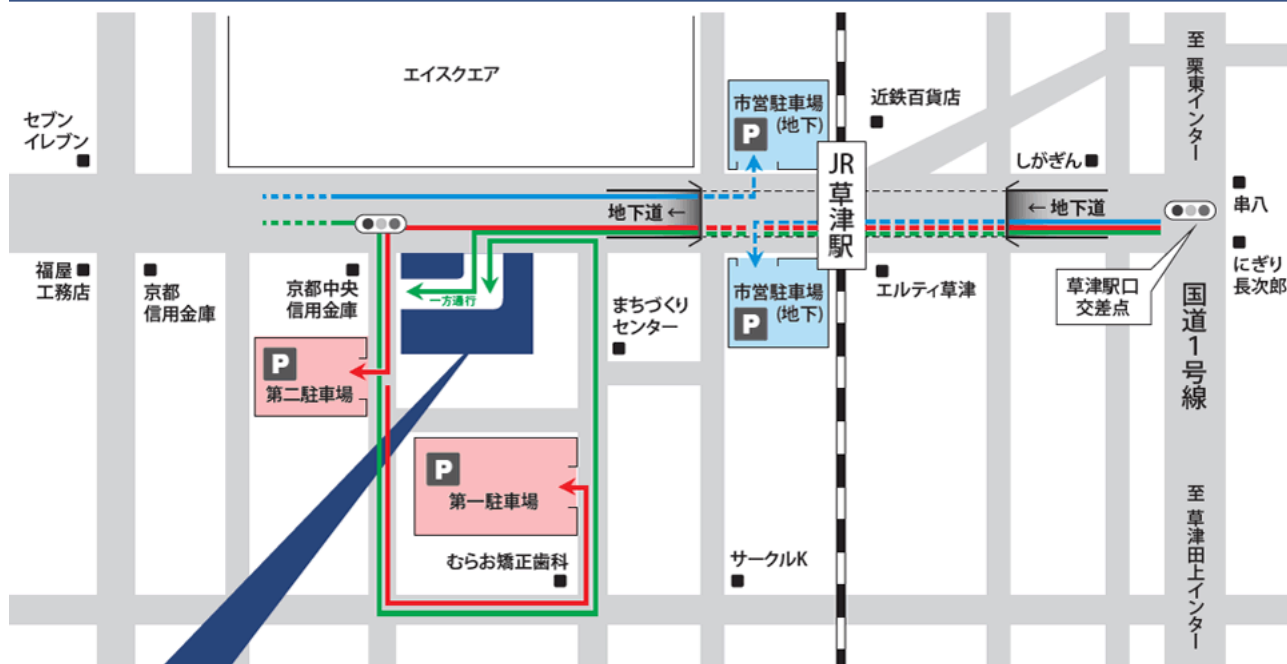 エイスクエア
セブン
イレブン
市営駐車場
(地下)
P
近鉄百貨店
至 栗東インター
しがぎん
JR草津駅
地下道 ←
← 地下道
串八
福屋
工務店
京都
信用金庫
京都中央
信用金庫
一方通行
まちづくり
センター
市営駐車場
(地下)
P
エルティ草津
草津駅口
交差点
にぎり
長次郎
国道1号線
P
第二駐車場
P
第一駐車場
むらお矯正歯科
サークルK
至 草津田上インター